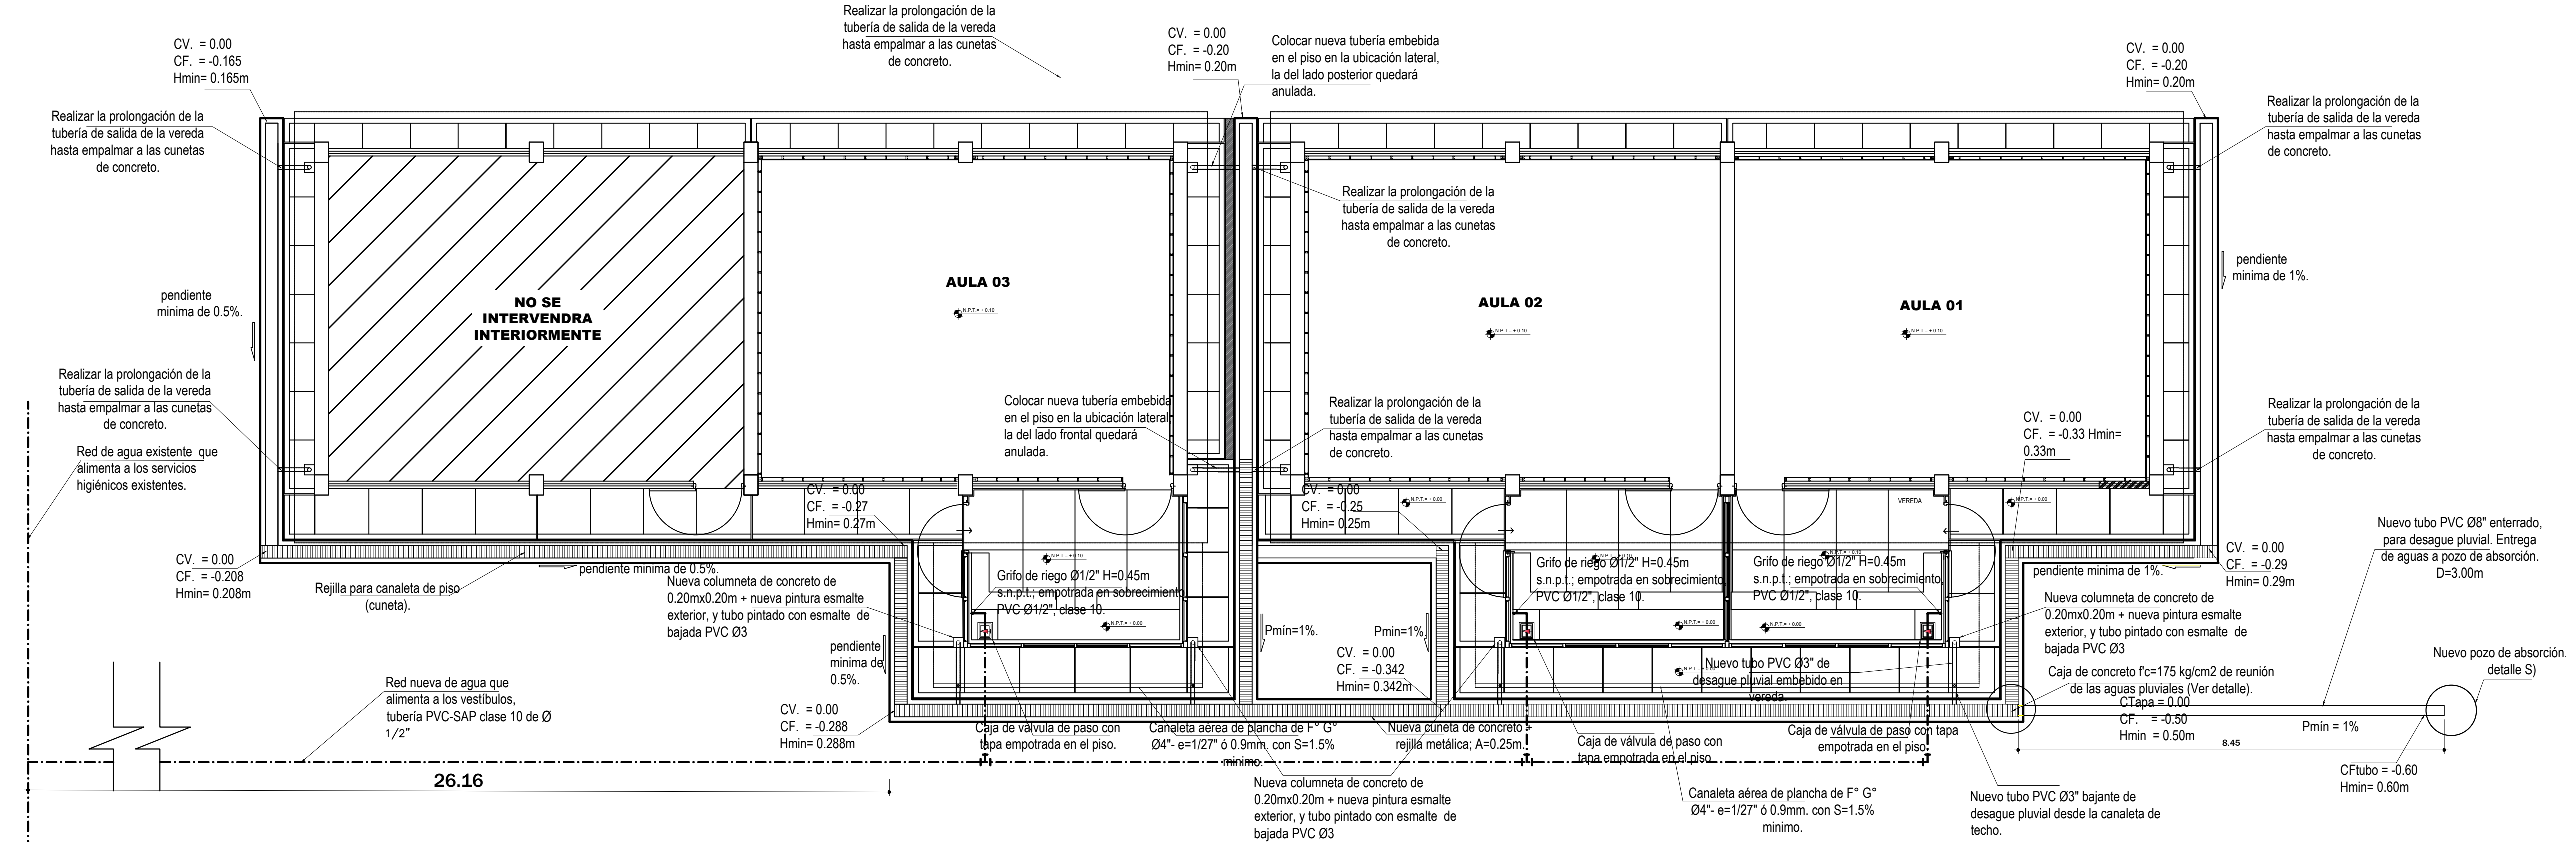 Realizar la prolongación de la
tubería de salida de la vereda
hasta empalmar a las cunetas
de concreto.
CV.  = 0.00
CF.  = -0.165
Hmin= 0.165m
CV.  = 0.00
CF.  = -0.20
Hmin= 0.20m
Colocar nueva tubería embebida
en el piso en la ubicación lateral,
la del lado posterior quedará
anulada.
CV.  = 0.00
CF.  = -0.20
Hmin= 0.20m
Realizar la prolongación de la
tubería de salida de la vereda
hasta empalmar a las cunetas
de concreto.
Realizar la prolongación de la
tubería de salida de la vereda
hasta empalmar a las cunetas
de concreto.
Realizar la prolongación de la
tubería de salida de la vereda
hasta empalmar a las cunetas
de concreto.
pendiente
minima de 0.5%.
NO SE
INTERVENDRA
INTERIORMENTE
AULA 03
N.P.T.= + 0.10
AULA 02
N.P.T.= + 0.10
AULA 01
N.P.T.= + 0.10
pendiente
minima de 1%.
Realizar la prolongación de la
tubería de salida de la vereda
hasta empalmar a las cunetas
de concreto.
Red de agua existente  que
alimenta a los servicios
higiénicos existentes.
Colocar nueva tubería embebida
en el piso en la ubicación lateral,
la del lado frontal quedará
anulada.
Realizar la prolongación de la
tubería de salida de la vereda
hasta empalmar a las cunetas
de concreto.
CV.  = 0.00
CF.  = -0.33 Hmin=
0.33m
Realizar la prolongación de la
tubería de salida de la vereda
hasta empalmar a las cunetas
de concreto.
CV.  = 0.00
CF.  = -0.27
Hmin= 0.27m
CV.  = 0.00
CF.  = -0.25
Hmin= 0.25m
N.P.T.= + 0.00
VEREDA
N.P.T.= + 0.00
Nuevo tubo PVC Ø8" enterrado,
para desague pluvial. Entrega
de aguas a pozo de absorción.
D=3.00m
CV.  = 0.00
CF.  = -0.208
Hmin= 0.208m
Rejilla para canaleta de piso
(cuneta).
pendiente minima de 0.5%.
Nueva columneta de concreto de
0.20mx0.20m + nueva pintura esmalte
exterior, y tubo pintado con esmalte  de
bajada PVC Ø3
N.P.T.= + 0.10
Grifo de riego Ø1/2" H=0.45m
s.n.p.t.; empotrada en sobrecimiento,
PVC Ø1/2", clase 10.
N.P.T.= + 0.00
Grifo de riego Ø1/2" H=0.45m
s.n.p.t.; empotrada en sobrecimiento,
PVC Ø1/2", clase 10.
N.P.T.= + 0.00
Grifo de riego Ø1/2" H=0.45m
s.n.p.t.; empotrada en sobrecimiento,
PVC Ø1/2", clase 10.
N.P.T.= + 0.00
pendiente minima de 1%.
CV.  = 0.00
CF.  = -0.29
Hmin= 0.29m
Nueva columneta de concreto de
0.20mx0.20m + nueva pintura esmalte
exterior, y tubo pintado con esmalte  de
bajada PVC Ø3
pendiente
minima de
0.5%.
Pmín=1%.
Pmin=1%.
CV.  = 0.00
CF.  = -0.342
Hmin= 0.342m
Nuevo tubo PVC Ø3" de
desague pluvial embebido en
vereda.
Caja de concreto f'c=175 kg/cm2 de reunión
de las aguas pluviales (Ver detalle).
CTapa = 0.00
CF.  = -0.50
Hmin  = 0.50m
Nuevo pozo de absorción.
detalle S)
Red nueva de agua que
alimenta a los vestíbulos,
tubería PVC-SAP clase 10 de Ø
1/2"
CV.  = 0.00
CF.  = -0.288
Hmin= 0.288m
Caja de válvula de paso con
tapa empotrada en el piso.
Canaleta aérea de plancha de F° G°
Ø4"- e=1/27" ó 0.9mm. con S=1.5%
minimo.
Nueva cuneta de concreto +
rejilla metálica; A=0.25m.
Caja de válvula de paso con
tapa empotrada en el piso.
Caja de válvula de paso con tapa
empotrada en el piso.
Pmín = 1%
8.45
26.16
Nueva columneta de concreto de
0.20mx0.20m + nueva pintura esmalte
exterior, y tubo pintado con esmalte  de
bajada PVC Ø3
Canaleta aérea de plancha de F° G°
Ø4"- e=1/27" ó 0.9mm. con S=1.5%
minimo.
Nuevo tubo PVC Ø3" bajante de
desague pluvial desde la canaleta de
techo.
CFtubo = -0.60
Hmin= 0.60m